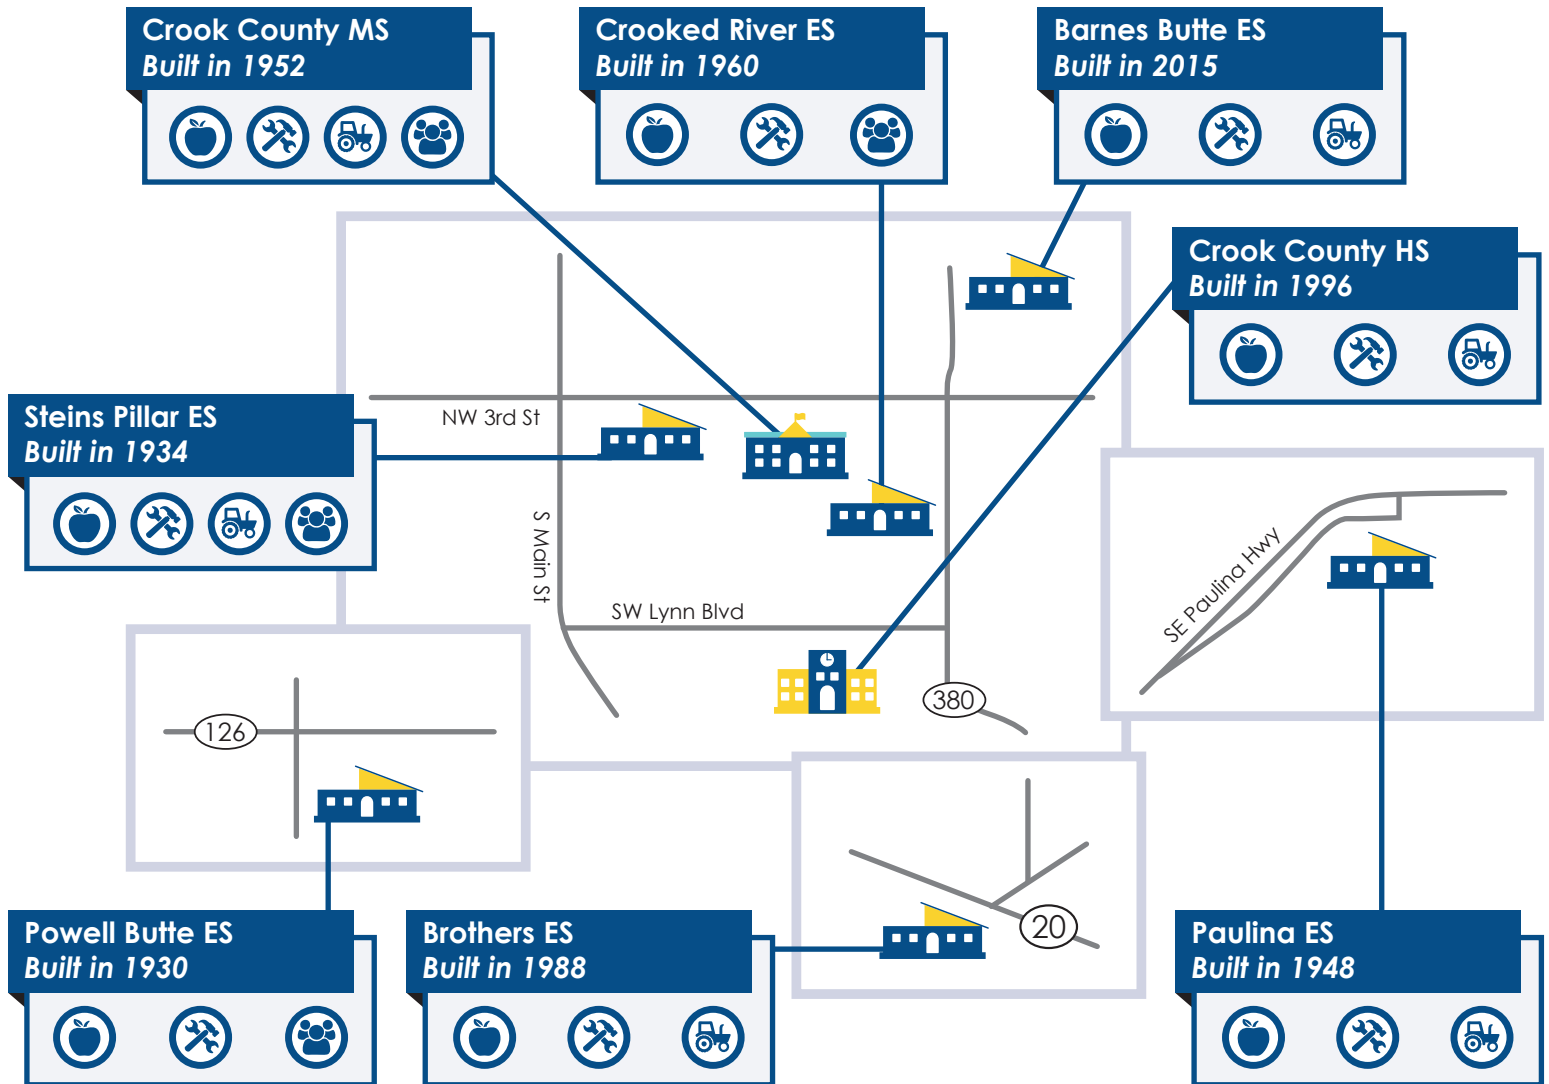 Crook County MS
Built in 1952
Crooked River ES
Built in 1960
Barnes Butte ES
Built in 2015
Crook County HS
Built in 1996
Steins Pillar ES
Built in 1934
NW 3rd St
S Main St
SW Lynn Blvd
SE Paulina Hwy
380
126
20
Powell Butte ES
Built in 1930
Brothers ES
Built in 1988
Paulina ES
Built in 1948